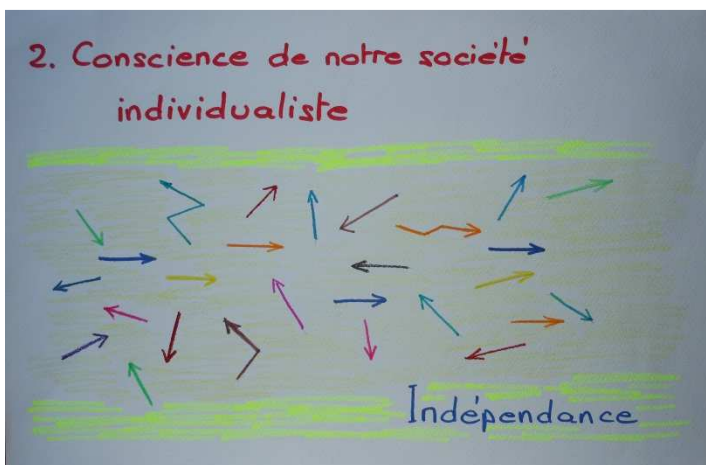 2. Conscience de notre société
individualiste
Indépendance